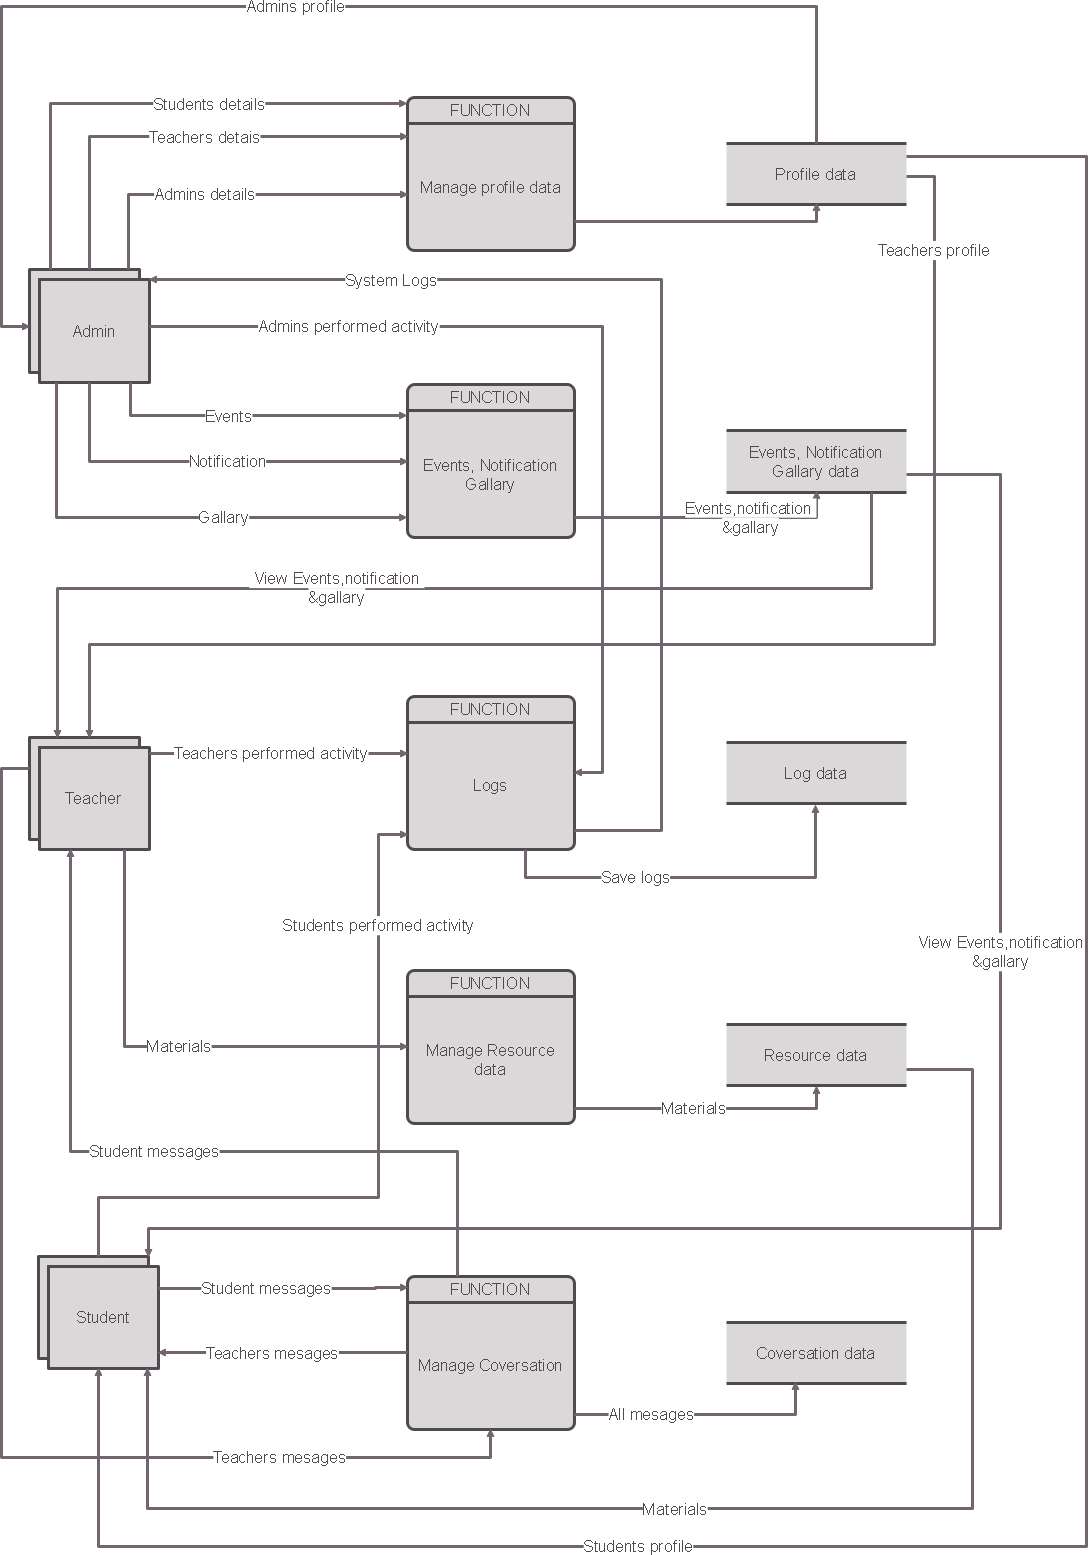 Admins profile
Students details
FUNCTION
Teachers detais
Manage profile data
Profile data
Admins details
Teachers profile
System Logs
Admin
Admins performed activity
FUNCTION
Events
Events, Notification
Gallary
Notification
Gallary
Events, Notification
Gallary data
Events,notification
&gallary
View Events,notification
&gallary
FUNCTION
Teachers performed activity
Logs
Log data
Teacher
Save logs
Students performed activity
View Events,notification
&gallary
FUNCTION
Materials
Manage Resource
data
Resource data
Materials
Student messages
Student messages
FUNCTION
Student
Teachers mesages
Manage Coversation
Coversation data
All mesages
Teachers mesages
Materials
Students profile